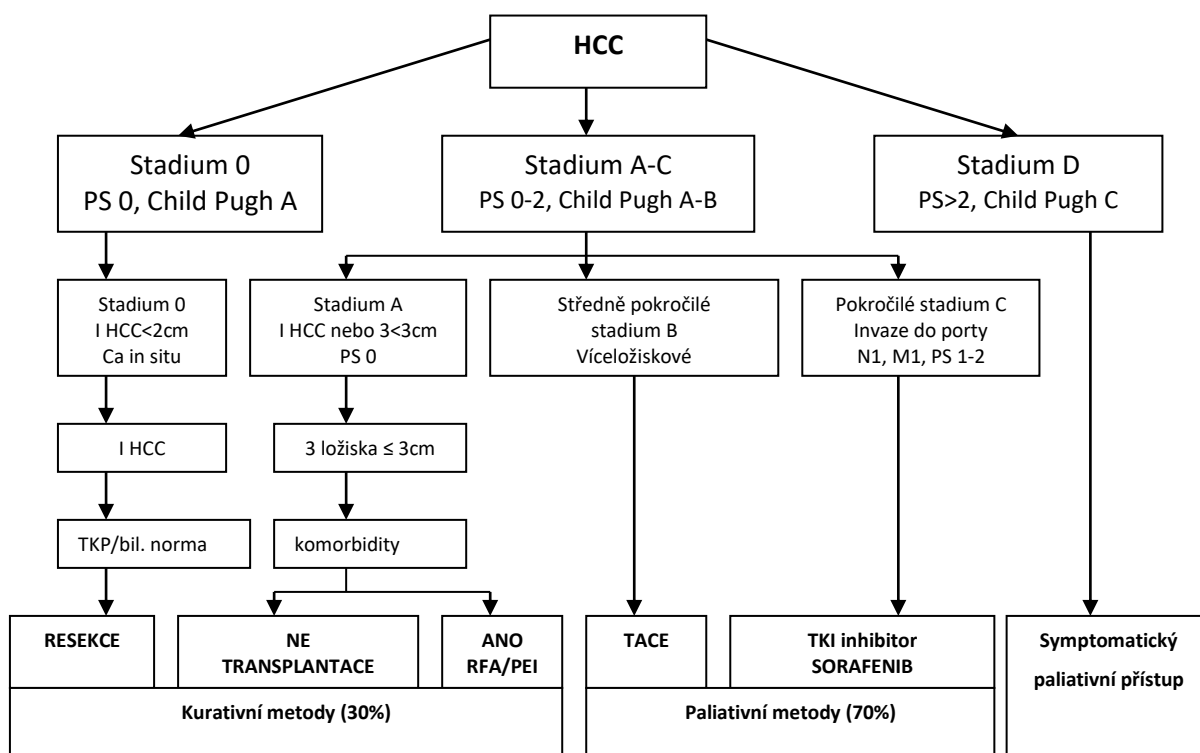 HCC
Stadium 0
PS 0, Child Pugh A
Stadium A-C
PS 0-2, Child Pugh A-B
Stadium D
PS>2, Child Pugh C
Stadium 0
I HCC<2cm
Ca in situ
Stadium A
I HCC nebo 3<3cm
PS 0
Středně pokročilé
stadium B
Víceložiskové
Pokročilé stadium C
Invaze do porty
N1, M1, PS 1-2
I HCC
3 ložiska ≤ 3cm
TKP/bil. norma
komorbidity
RESEKCE
NE
TRANSPLANTACE
ANO
RFA/PEI
TACE
TKI inhibitor
SORAFENIB
Symptomatický
paliativní přístup
Kurativní metody (30%)
Paliativní metody (70%)